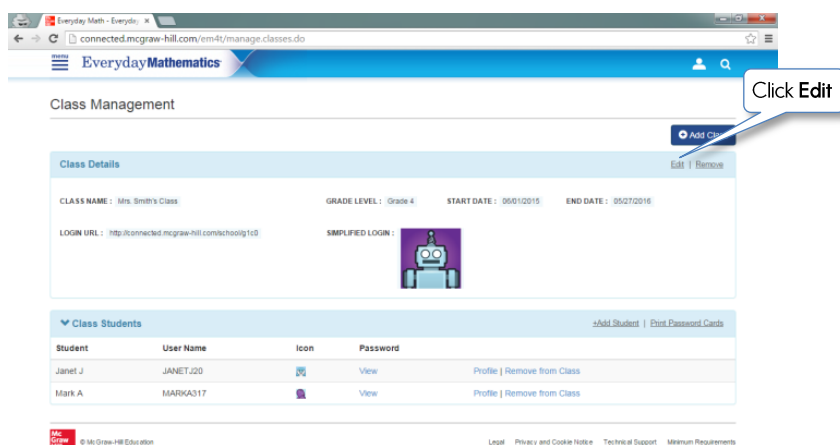 Everyday Math - Everyday
connected.mcgraw-hill.com/em4t/manage.classes.do
menu
Everyday Mathematics
Click Edit
Class Management
Add Cla
Class Details
Edit | Remove
CLASS NAME : Mrs. Smith's Class GRADE LEVEL : Grade 4 START DATE : 06/01/2015 END DATE : 05/27/2016
LOGIN URL : http://connected.mcgraw-hill.com/school/g1c0 SIMPLIFIED LOGIN :
Class Students
+Add Student | Print Password Cards
Student User Name Icon Password
Janet J JANETJ20 View Profile | Remove from Class
Mark A MARKA317 View Profile | Remove from Class
Mc
Graw
© McGraw-Hill Education
Legal Privacy and Cookie Notice Technical Support Minimum Requirements